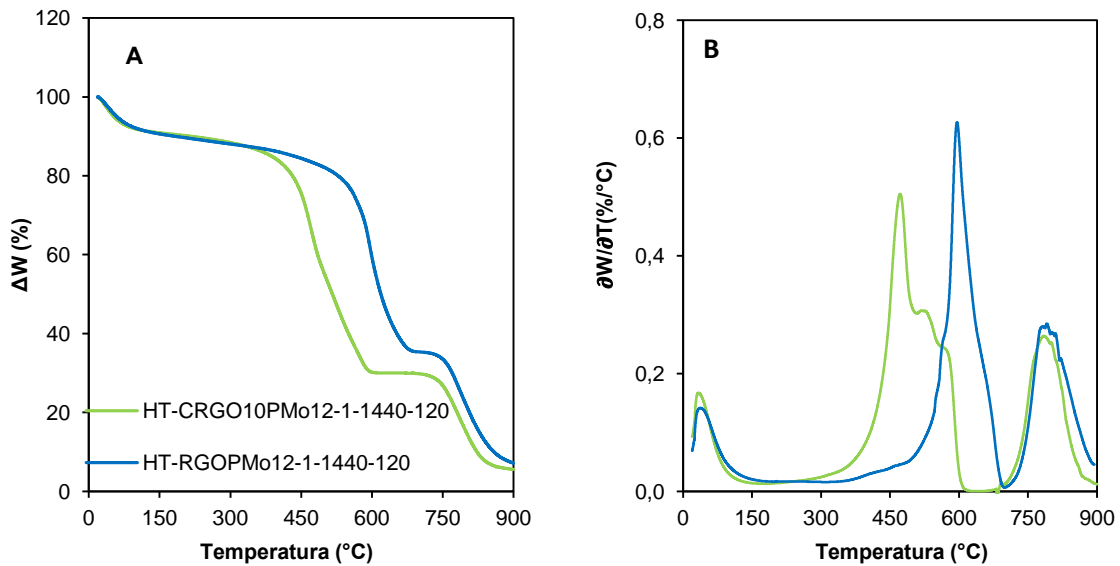 120
100
80
60
40
20
0
A
ΔW (%)
HT-CRGO10PMo12-1-1440-120
HT-RGOPMo12-1-1440-120
0 150 300 450 600 750 900
Temperatura (°C)
0,8
0,6
0,4
0,2
0,0
B
∂W/∂T(%/°C)
0 150 300 450 600 750 900
Temperatura (°C)